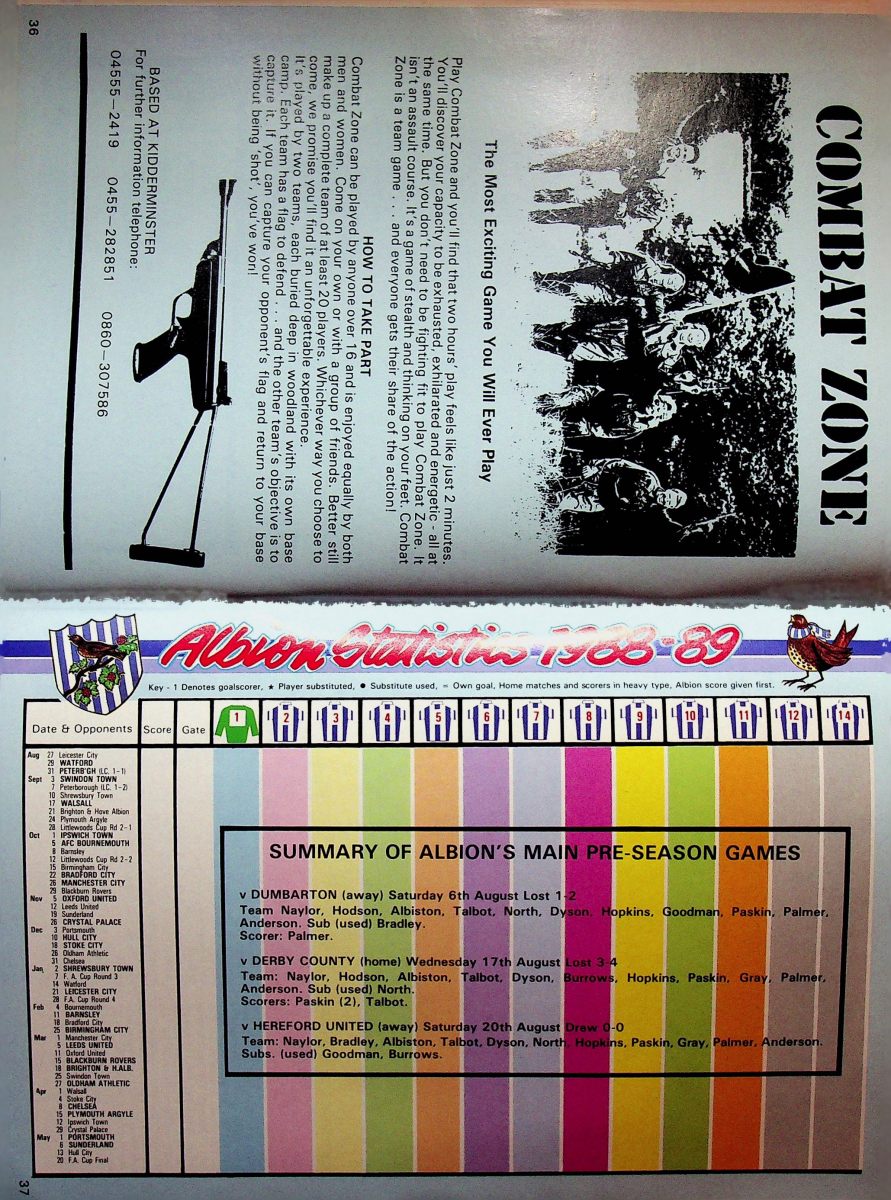 36
COMBAT ZONE
The Most Exciting Game You Will Ever Play
Play Combat Zone and you'll find that two hours' play feels like just 2 minutes.
You'll discover your capacity to be exhausted, exhilarated and energetic - all at
the same time. But you don't need to be fighting fit to play Combat Zone. It
isn't an assault course. It's a game of stealth and thinking on your feet. Combat
Zone is a team game . . . and everyone gets their share of the action!
HOW TO TAKE PART
Combat Zone can be played by anyone over 16 and is enjoyed equally by both
men and women. Come on your own or with a group of friends. Better still
make up a complete team of at least 20 players. Whichever way you choose to
come, we promise you'll find it an unforgettable experience.
It's played by two teams, each buried deep in woodland with its own base
camp. Each team has a flag to defend . . . and the other team's objective is to
capture it. If you can capture your opponent's flag and return to your base
without being 'shot', you've won!
BASED AT KIDDERMINSTER
For further information telephone:
04555—2419 0455—282851 0860—307586
Albion Statistics 1988-89
Key - 1 Denotes goalscorer, ★ Player substituted, ● Substitute used, = Own goal, Home matches and scorers in heavy type, Albion score given first.
Date & Opponents Score Gate 1 2 3 4 5 6 7 8 9 10 11 12 14
Aug 27 Leicester City
29 WATFORD
31 PETERB'GH (LC. 1-1)
Sept 3 SWINDON TOWN
7 Peterborough (LC. 1-2)
10 Shrewsbury Town
17 WALSALL
21 Brighton & Hove Albion
24 Plymouth Argyle
28 Littlewoods Cup Rd 2-1
Oct 1 IPSWICH TOWN
5 AFC BOURNEMOUTH
8 Barnsley
12 Littlewoods Cup Rd 2-2
15 Birmingham City
22 BRADFORD CITY
26 MANCHESTER CITY
29 Blackburn Rovers
Nov 5 OXFORD UNITED
12 Leeds United
19 Sunderland
26 CRYSTAL PALACE
Dec 3 Portsmouth
10 HULL CITY
18 STOKE CITY
26 Oldham Athletic
31 Chelsea
Jan 2 SHREWSBURY TOWN
7 F.A. Cup Round 3
14 Watford
21 LEICESTER CITY
28 F.A. Cup Round 4
Feb 4 Bournemouth
11 BARNSLEY
18 Bradford City
25 BIRMINGHAM CITY
Mar 1 Manchester City
5 LEEDS UNITED
11 Oxford United
15 BLACKBURN ROVERS
18 BRIGHTON & H.ALB.
25 Swindon Town
27 OLDHAM ATHLETIC
Apr 1 Walsall
4 Stoke City
8 CHELSEA
15 PLYMOUTH ARGYLE
12 Ipswich Town
29 Crystal Palace
May 1 PORTSMOUTH
6 SUNDERLAND
13 Hull City
20 F.A. Cup Final
SUMMARY OF ALBION'S MAIN PRE-SEASON GAMES
v DUMBARTON (away) Saturday 6th August Lost 1-2
Team Naylor, Hodson, Albiston, Talbot, North, Dyson, Hopkins, Goodman, Paskin, Palmer,
Anderson. Sub (used) Bradley.
Scorer: Palmer.
v DERBY COUNTY (home) Wednesday 17th August Lost 3-4
Team: Naylor, Hodson, Albiston, Talbot, Dyson, Burrows, Hopkins, Paskin, Gray, Palmer,
Anderson. Sub (used) North.
Scorers: Paskin (2), Talbot.
v HEREFORD UNITED (away) Saturday 20th August Draw 0-0
Team: Naylor, Bradley, Albiston, Talbot, Dyson, North, Hopkins, Paskin, Gray, Palmer, Anderson.
Subs. (used) Goodman, Burrows.
37